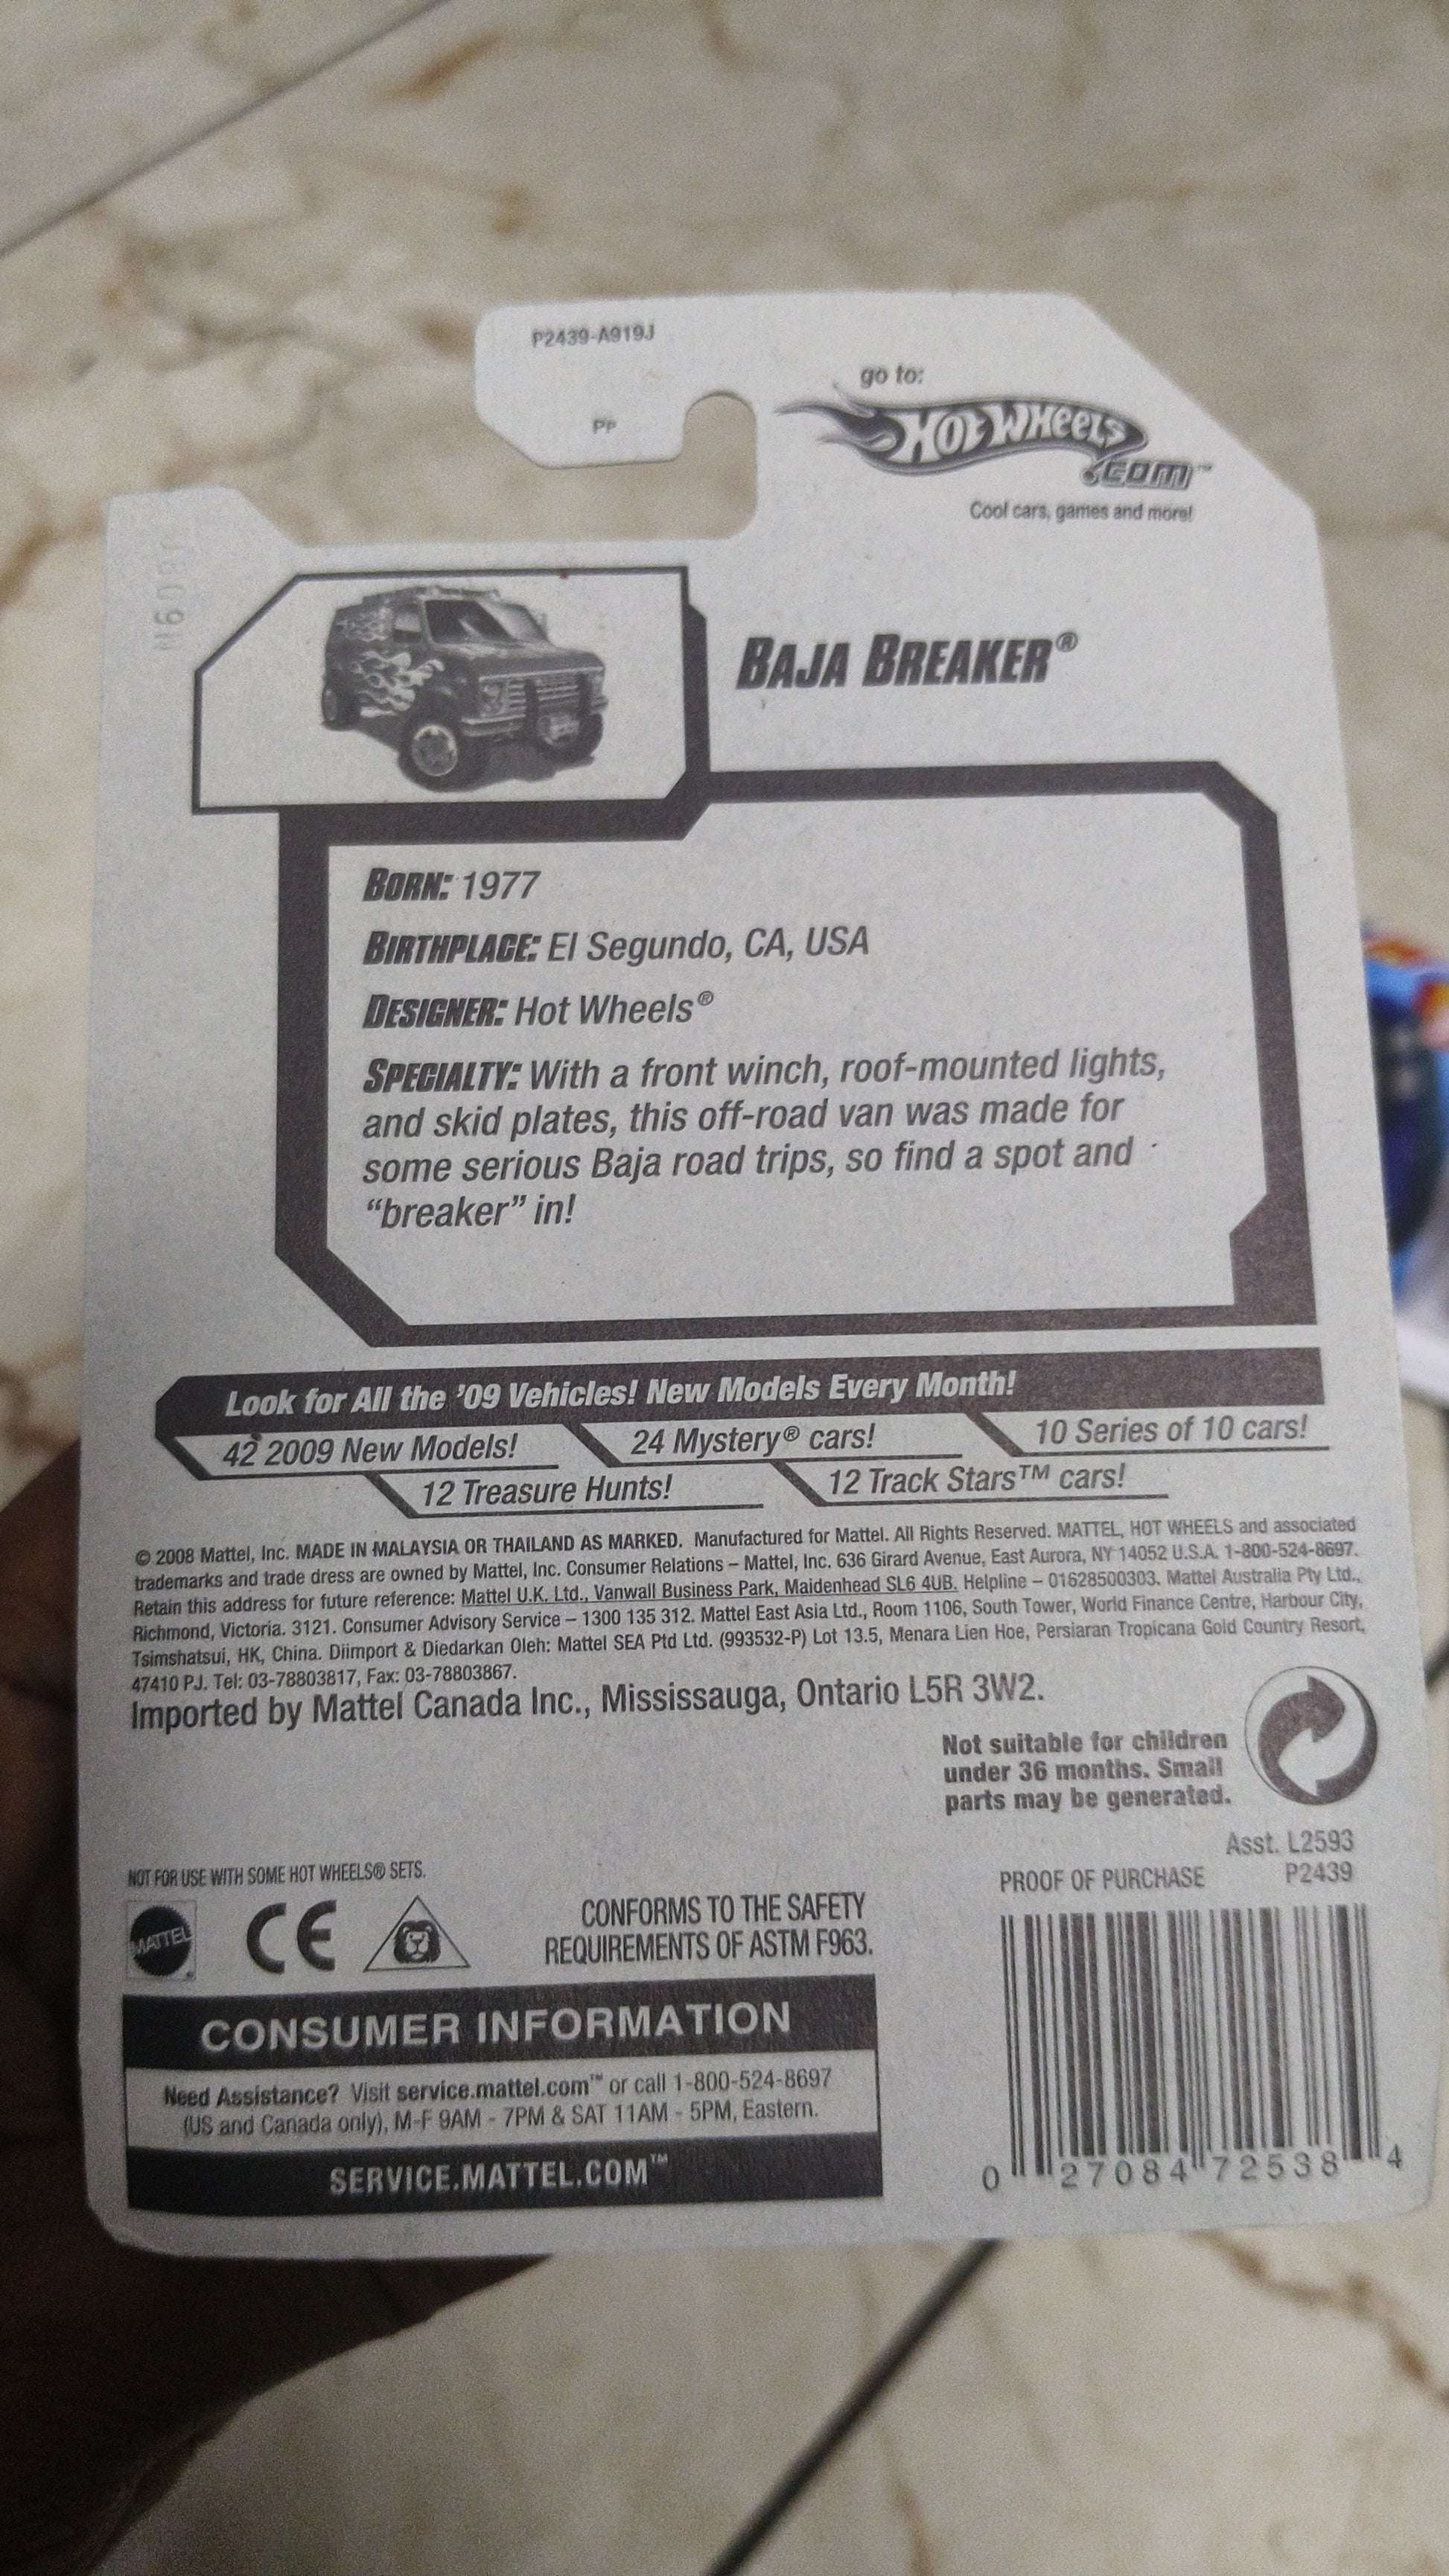 P2439-A919J
PP
go to:
HOT WHEELS
.COM™
Cool cars, games and more!
BAJA BREAKER®
BORN: 1977
BIRTHPLACE: El Segundo, CA, USA
DESIGNER: Hot Wheels®
SPECIALTY: With a front winch, roof-mounted lights,
and skid plates, this off-road van was made for
some serious Baja road trips, so find a spot and
“breaker” in!
Look for All the ’09 Vehicles! New Models Every Month!
42 2009 New Models! 24 Mystery® cars! 10 Series of 10 cars!
12 Treasure Hunts! 12 Track Stars™ cars!
© 2008 Mattel, Inc. MADE IN MALAYSIA OR THAILAND AS MARKED. Manufactured for Mattel. All Rights Reserved. MATTEL, HOT WHEELS and associated
trademarks and trade dress are owned by Mattel, Inc. Consumer Relations – Mattel, Inc. 636 Girard Avenue, East Aurora, NY 14052 U.S.A. 1-800-524-8697.
Retain this address for future reference: Mattel U.K. Ltd., Vanwall Business Park, Maidenhead SL6 4UB. Helpline – 01628500303. Mattel Australia Pty Ltd.,
Richmond, Victoria. 3121. Consumer Advisory Service – 1300 135 312. Mattel East Asia Ltd., Room 1106, South Tower, World Finance Centre, Harbour City,
Tsimshatsui, HK, China. Diimport & Diedarkan Oleh: Mattel SEA Ptd Ltd. (993532-P) Lot 13.5, Menara Lien Hoe, Persiaran Tropicana Gold Country Resort,
47410 PJ. Tel: 03-78803817, Fax: 03-78803867.
Imported by Mattel Canada Inc., Mississauga, Ontario L5R 3W2.
Not suitable for children
under 36 months. Small
parts may be generated.
Asst. L2593
PROOF OF PURCHASE P2439
NOT FOR USE WITH SOME HOT WHEELS® SETS.
MATTEL CE
CONFORMS TO THE SAFETY
REQUIREMENTS OF ASTM F963.
CONSUMER INFORMATION
Need Assistance? Visit service.mattel.com™ or call 1-800-524-8697
(US and Canada only), M-F 9AM - 7PM & SAT 11AM - 5PM, Eastern.
SERVICE.MATTEL.COM™
0 27084 72538 4